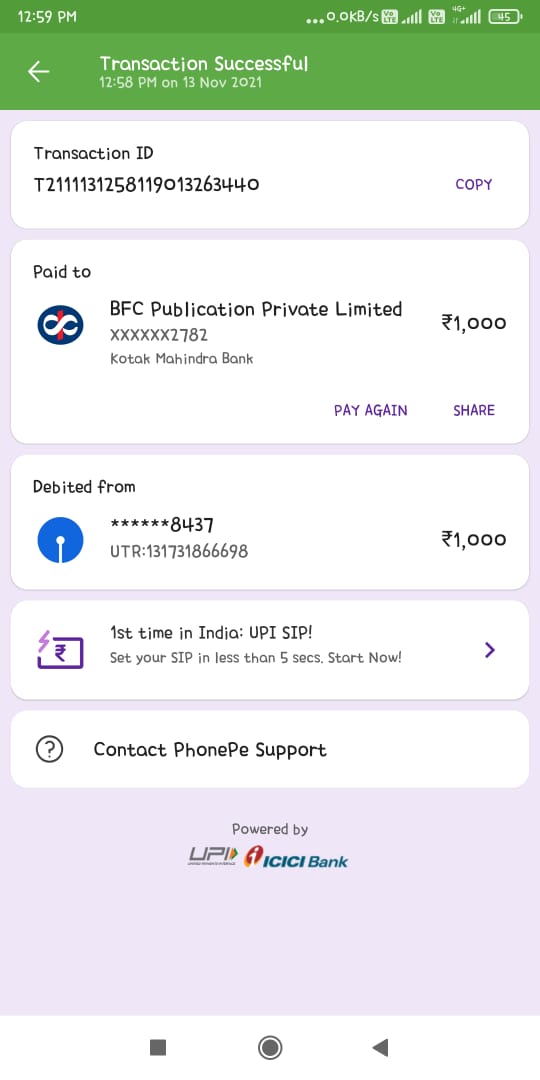 12:59 PM
...0.0KB/s Vo LTE Vo LTE 4G+ 45
Transaction Successful
12:58 PM on 13 Nov 2021
Transaction ID
T2111131258119013263440
COPY
Paid to
BFC Publication Private Limited
₹1,000
XXXXXX2782
Kotak Mahindra Bank
PAY AGAIN
SHARE
Debited from
******8437
₹1,000
UTR:131731866698
1st time in India: UPI SIP!
Set your SIP in less than 5 secs. Start Now!
Contact PhonePe Support
Powered by
UPI ICICI Bank
UNIFIED PAYMENTS INTERFACE